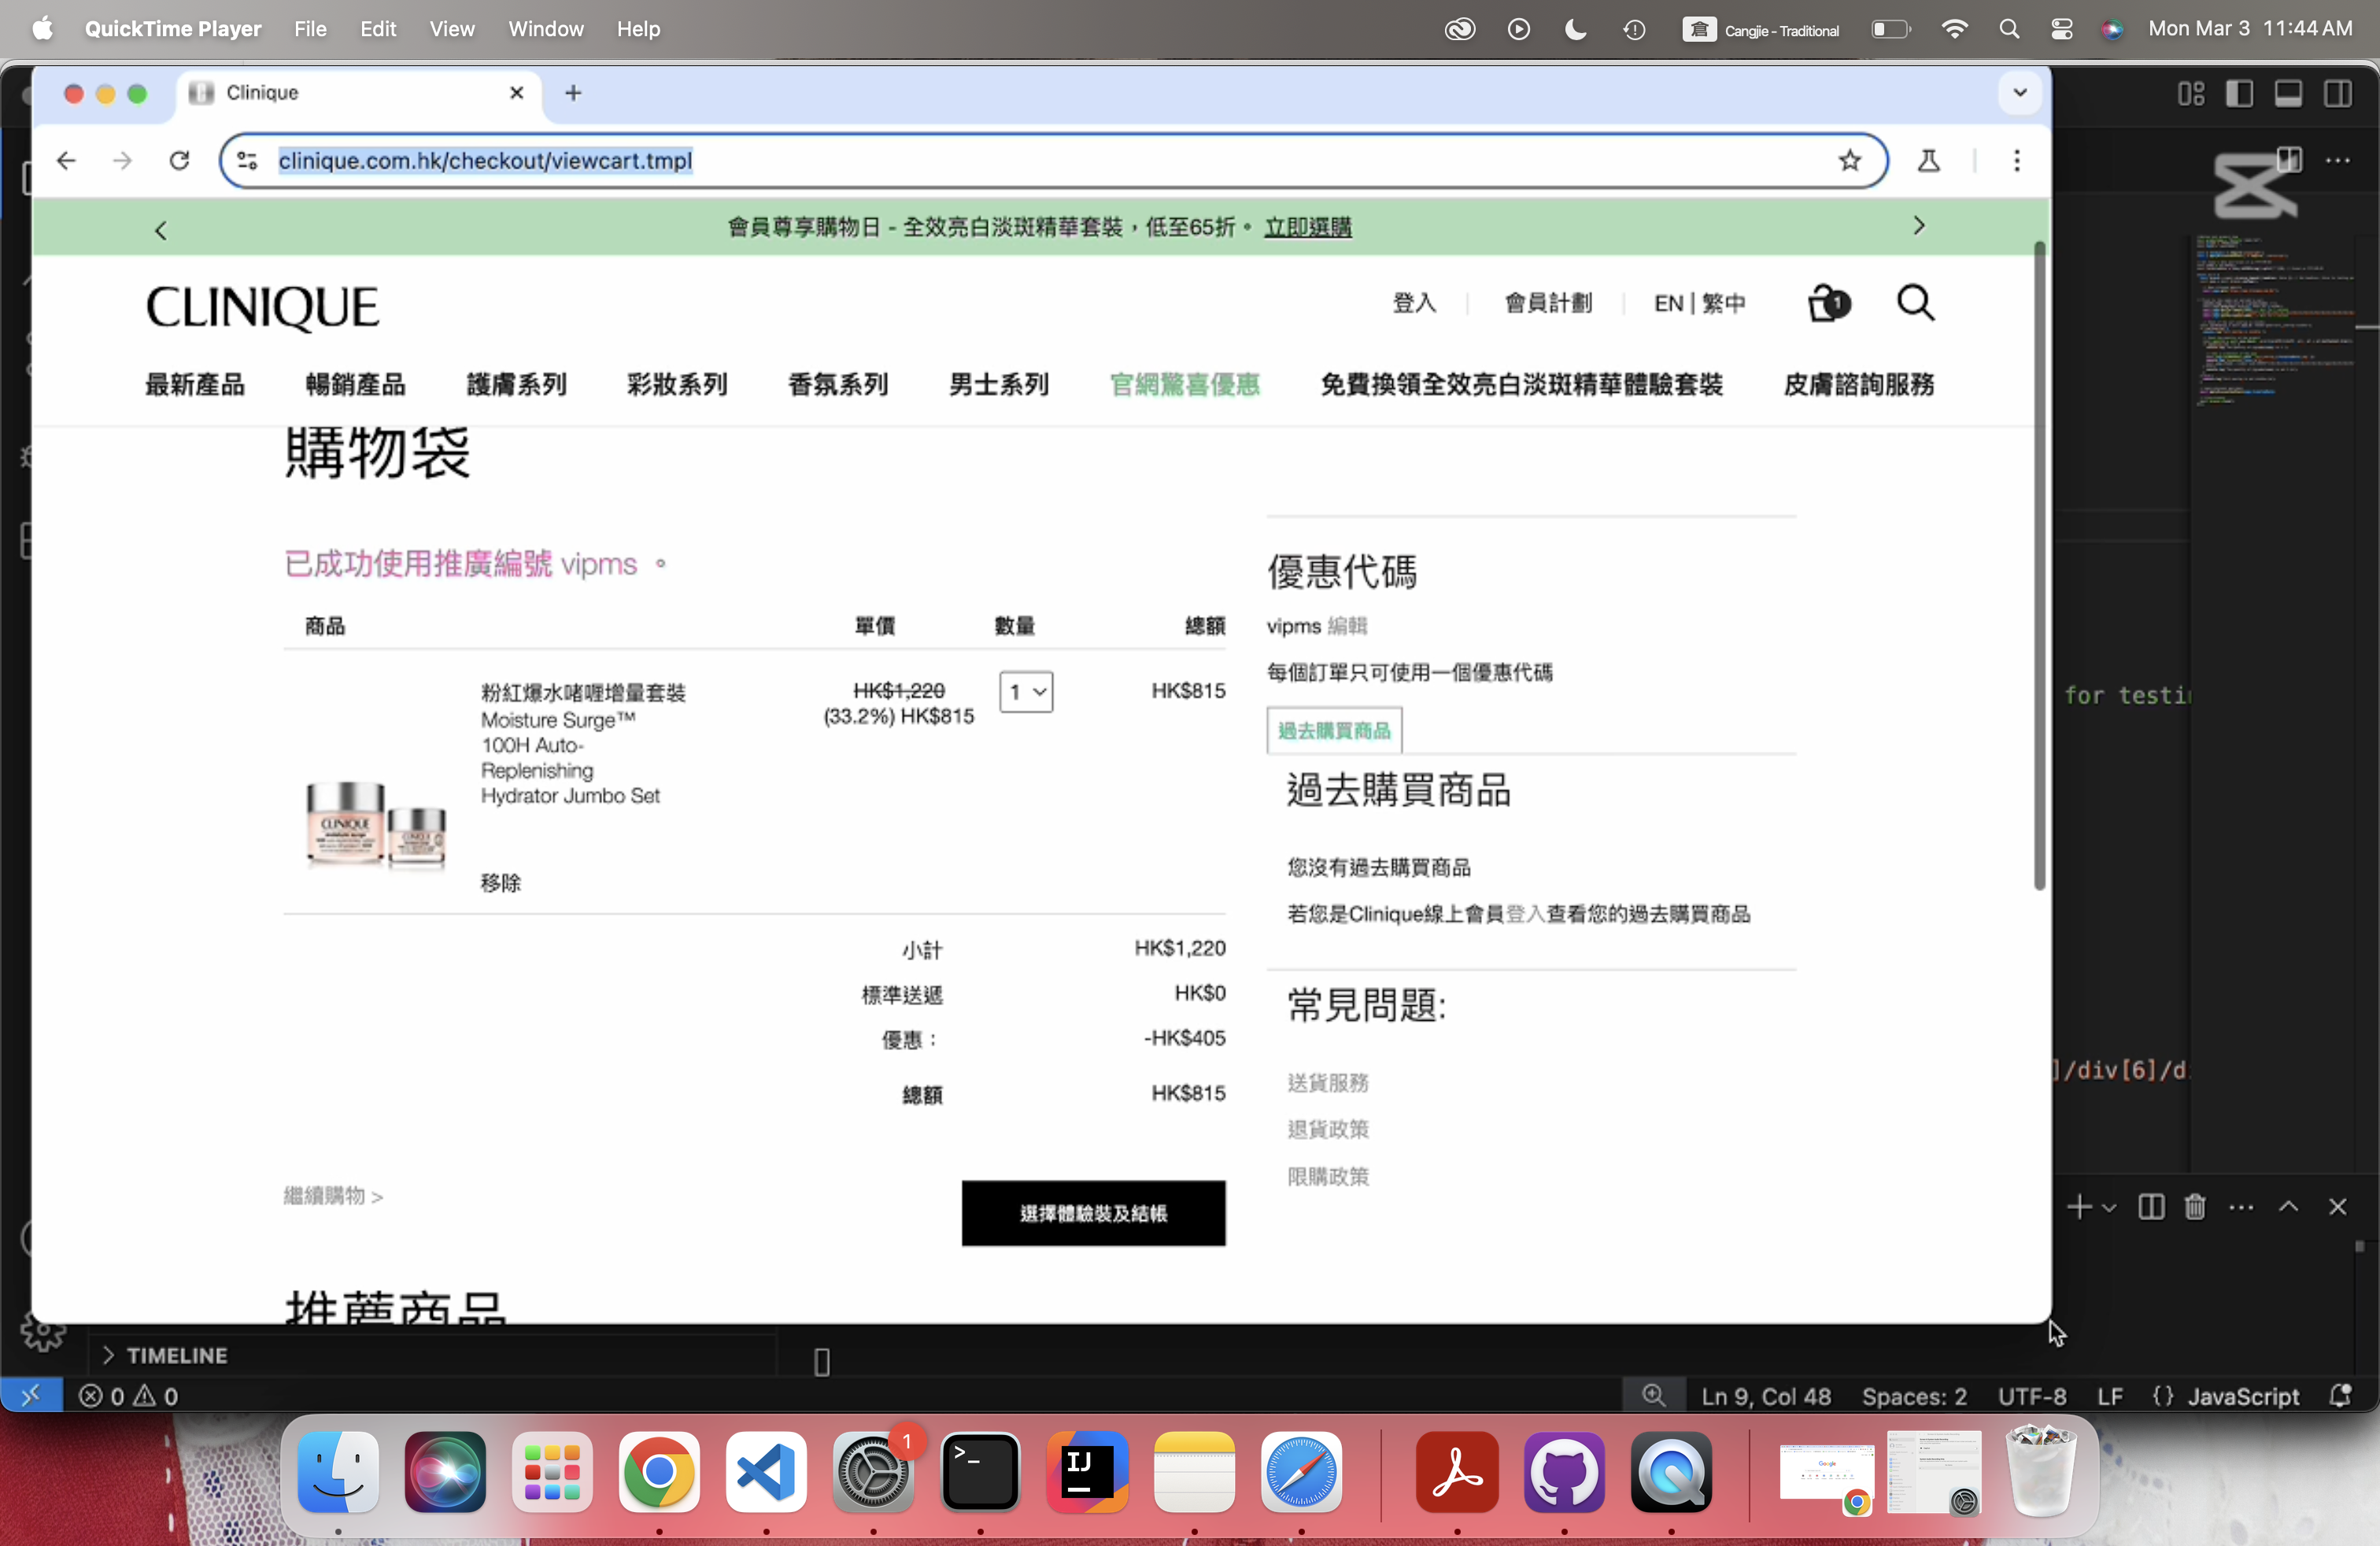 QuickTime Player File Edit View Window Help
倉 Cangjie - Traditional Mon Mar 3 11:44 AM
Clinique
clinique.com.hk/checkout/viewcart.tmpl
會員尊享購物日 - 全效亮白淡斑精華套裝，低至65折。 立即選購
CLINIQUE
登入 會員計劃 EN | 繁中 1
最新產品 暢銷產品 護膚系列 彩妝系列 香氛系列 男士系列 官網驚喜優惠 免費換領全效亮白淡斑精華體驗套裝 皮膚諮詢服務
購物袋
已成功使用推廣編號 vipms 。
商品 單價 數量 總額
粉紅爆水啫喱增量套裝
Moisture Surge™
100H Auto-
Replenishing
Hydrator Jumbo Set
HK$1,220
(33.2%) HK$815
1
HK$815
CLINIQUE
移除
小計 HK$1,220
標準送遞 HK$0
優惠： -HK$405
總額 HK$815
繼續購物 >
選擇體驗裝及結帳
推薦商品
優惠代碼
vipms 編輯
每個訂單只可使用一個優惠代碼
過去購買商品
過去購買商品
您沒有過去購買商品
若您是Clinique線上會員登入查看您的過去購買商品
常見問題:
送貨服務
退貨政策
限購政策
for testi
]/div[6]/d
TIMELINE
0 0
Ln 9, Col 48 Spaces: 2 UTF-8 LF {} JavaScript
1
>_
IJ
Google